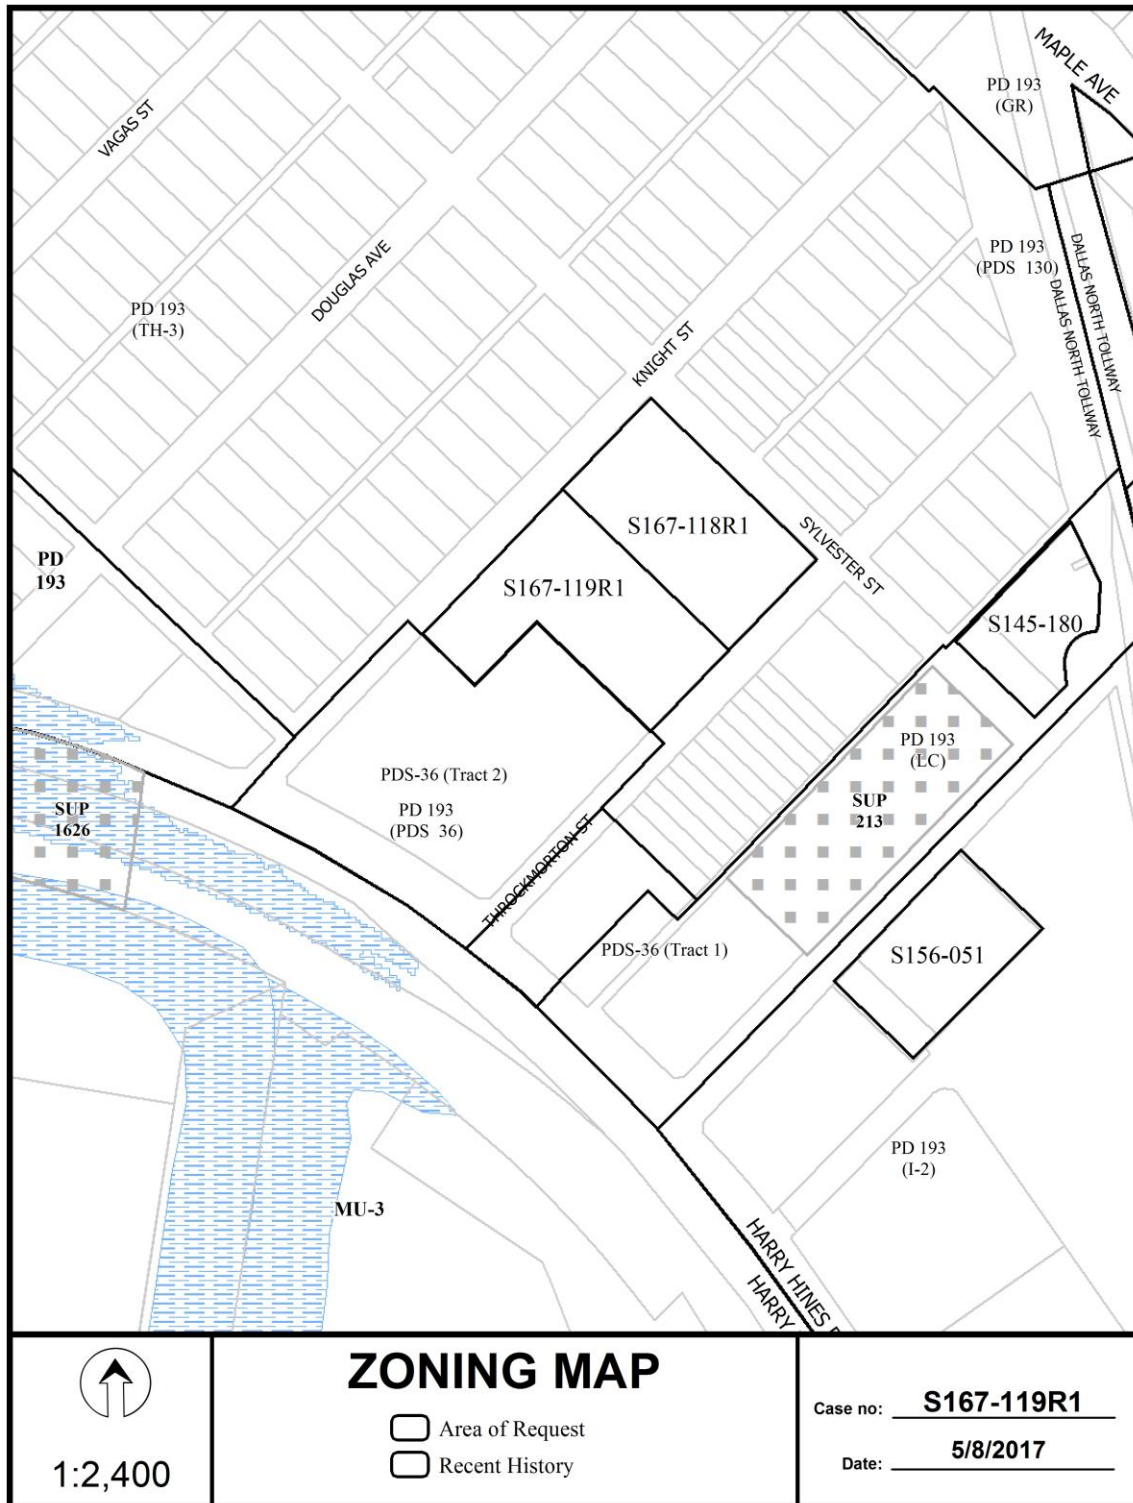 MAPLE AVE
PD 193
(GR)
VAGAS ST
PD 193
(PDS 130)
DALLAS NORTH TOLLWAY
DALLAS NORTH TOLLWAY
DOUGLAS AVE
PD 193
(TH-3)
KNIGHT ST
S167-118R1
SYLVESTER ST
PD
193
S167-119R1
S145-180
PD 193
(LC)
PDS-36 (Tract 2)
PD 193
(PDS 36)
SUP
1626
SUP
213
THROCKMORTON ST
PDS-36 (Tract 1)
S156-051
PD 193
(I-2)
MU-3
HARRY HINES
HARRY
ZONING MAP
Area of Request
Recent History
1:2,400
Case no: S167-119R1
Date: 5/8/2017